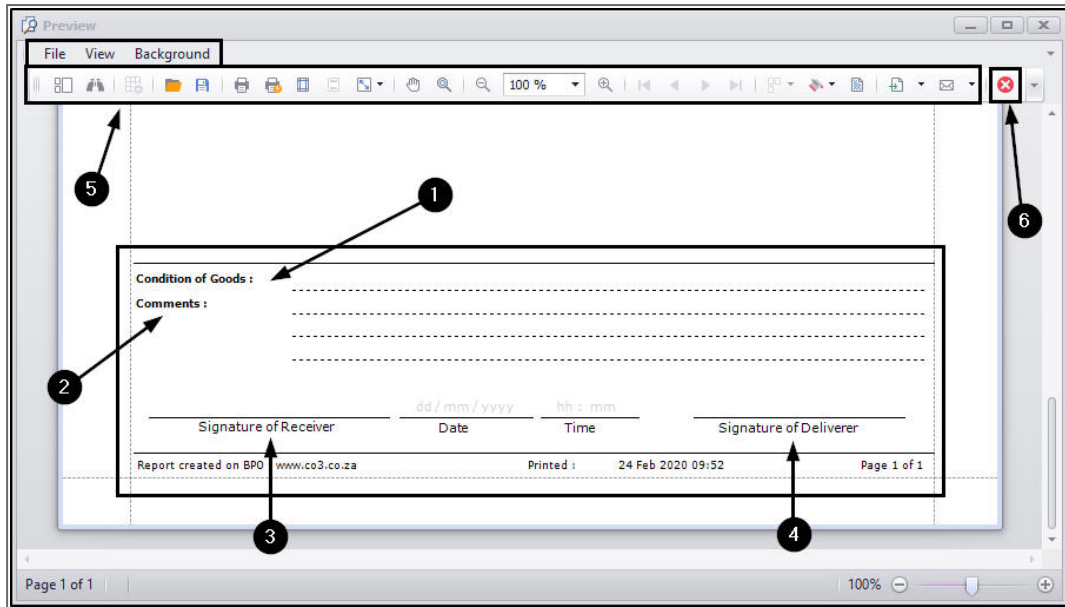 Preview
File View Background
100 %
5
1
6
Condition of Goods :
Comments :
2
dd / mm / yyyy hh : mm
Signature of Receiver Date Time Signature of Deliverer
Report created on BPO www.co3.co.za Printed : 24 Feb 2020 09:52 Page 1 of 1
3
4
Page 1 of 1 100%